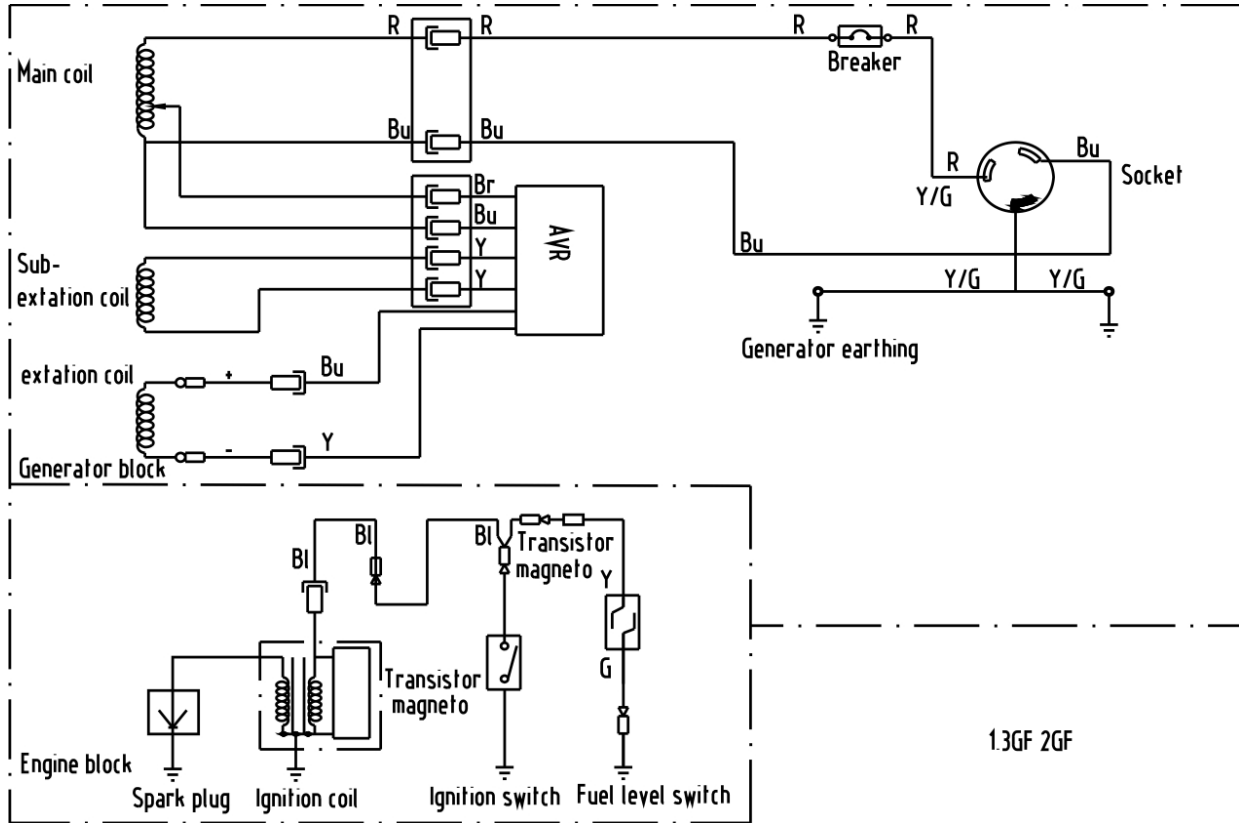 R R R R
Breaker
Main coil
Bu Bu
Bu
R
Socket
Y/G
Br
Bu
AVR
Y
Bu
Sub-
extation coil
Y
Y/G Y/G
Generator earthing
extation coil
+
Bu
-
Y
Generator block
Bl
Bl
Bl
Transistor
magneto
Y
G
Transistor
magneto
1.3GF 2GF
Engine block
Spark plug
Ignition coil
Ignition switch
Fuel level switch